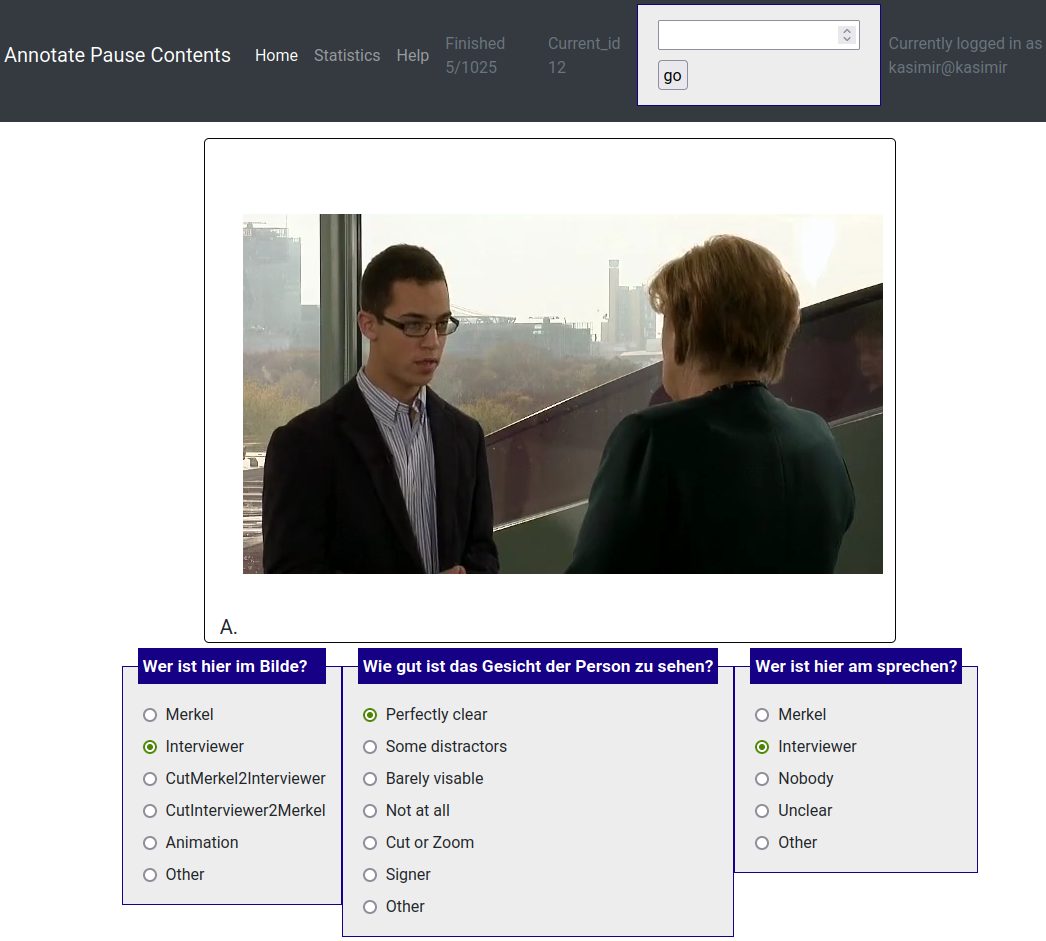 Annotate Pause Contents Home Statistics Help Finished 5/1025 Current_id 12 go Currently logged in as kasimir@kasimir
A.
Wer ist hier im Bilde?
Merkel
Interviewer
CutMerkel2Interviewer
CutInterviewer2Merkel
Animation
Other
Wie gut ist das Gesicht der Person zu sehen?
Perfectly clear
Some distractors
Barely visable
Not at all
Cut or Zoom
Signer
Other
Wer ist hier am sprechen?
Merkel
Interviewer
Nobody
Unclear
Other